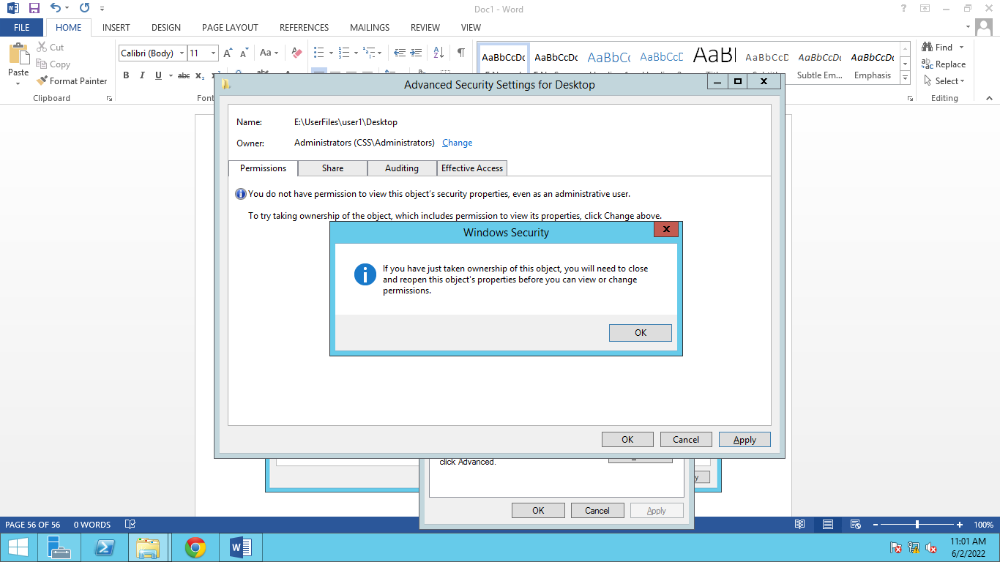 Doc1 - Word
FILE HOME INSERT DESIGN PAGE LAYOUT REFERENCES MAILINGS REVIEW VIEW
Cut
Copy
Format Painter
Paste
Clipboard
Calibri (Body) 11
AaBbCcDc AaBbCcDc AaBbCc AaBbCcD AaBl AaBbCcD AaBbCcDc AaBbCcDc
Subtle Em... Emphasis
Find
Replace
Select
Editing
Advanced Security Settings for Desktop
Name: E:\UserFiles\user1\Desktop
Owner: Administrators (CSS\Administrators) Change
Permissions Share Auditing Effective Access
You do not have permission to view this object's security properties, even as an administrative user.
To try taking ownership of the object, which includes permission to view its properties, click Change above.
Windows Security
If you have just taken ownership of this object, you will need to close
and reopen this object's properties before you can view or change
permissions.
OK
OK Cancel Apply
click Advanced.
OK Cancel Apply
PAGE 56 OF 56 0 WORDS 100%
11:01 AM
6/2/2022